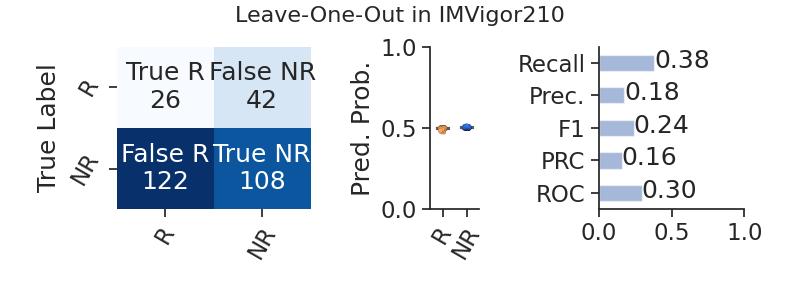 Leave-One-Out in IMVigor210
True Label
R
NR
True R
26
False NR
42
False R
122
True NR
108
R
NR
Pred. Prob.
1.0
0.5
0.0
R
NR
Recall
Prec.
F1
PRC
ROC
0.38
0.18
0.24
0.16
0.30
0.0
0.5
1.0